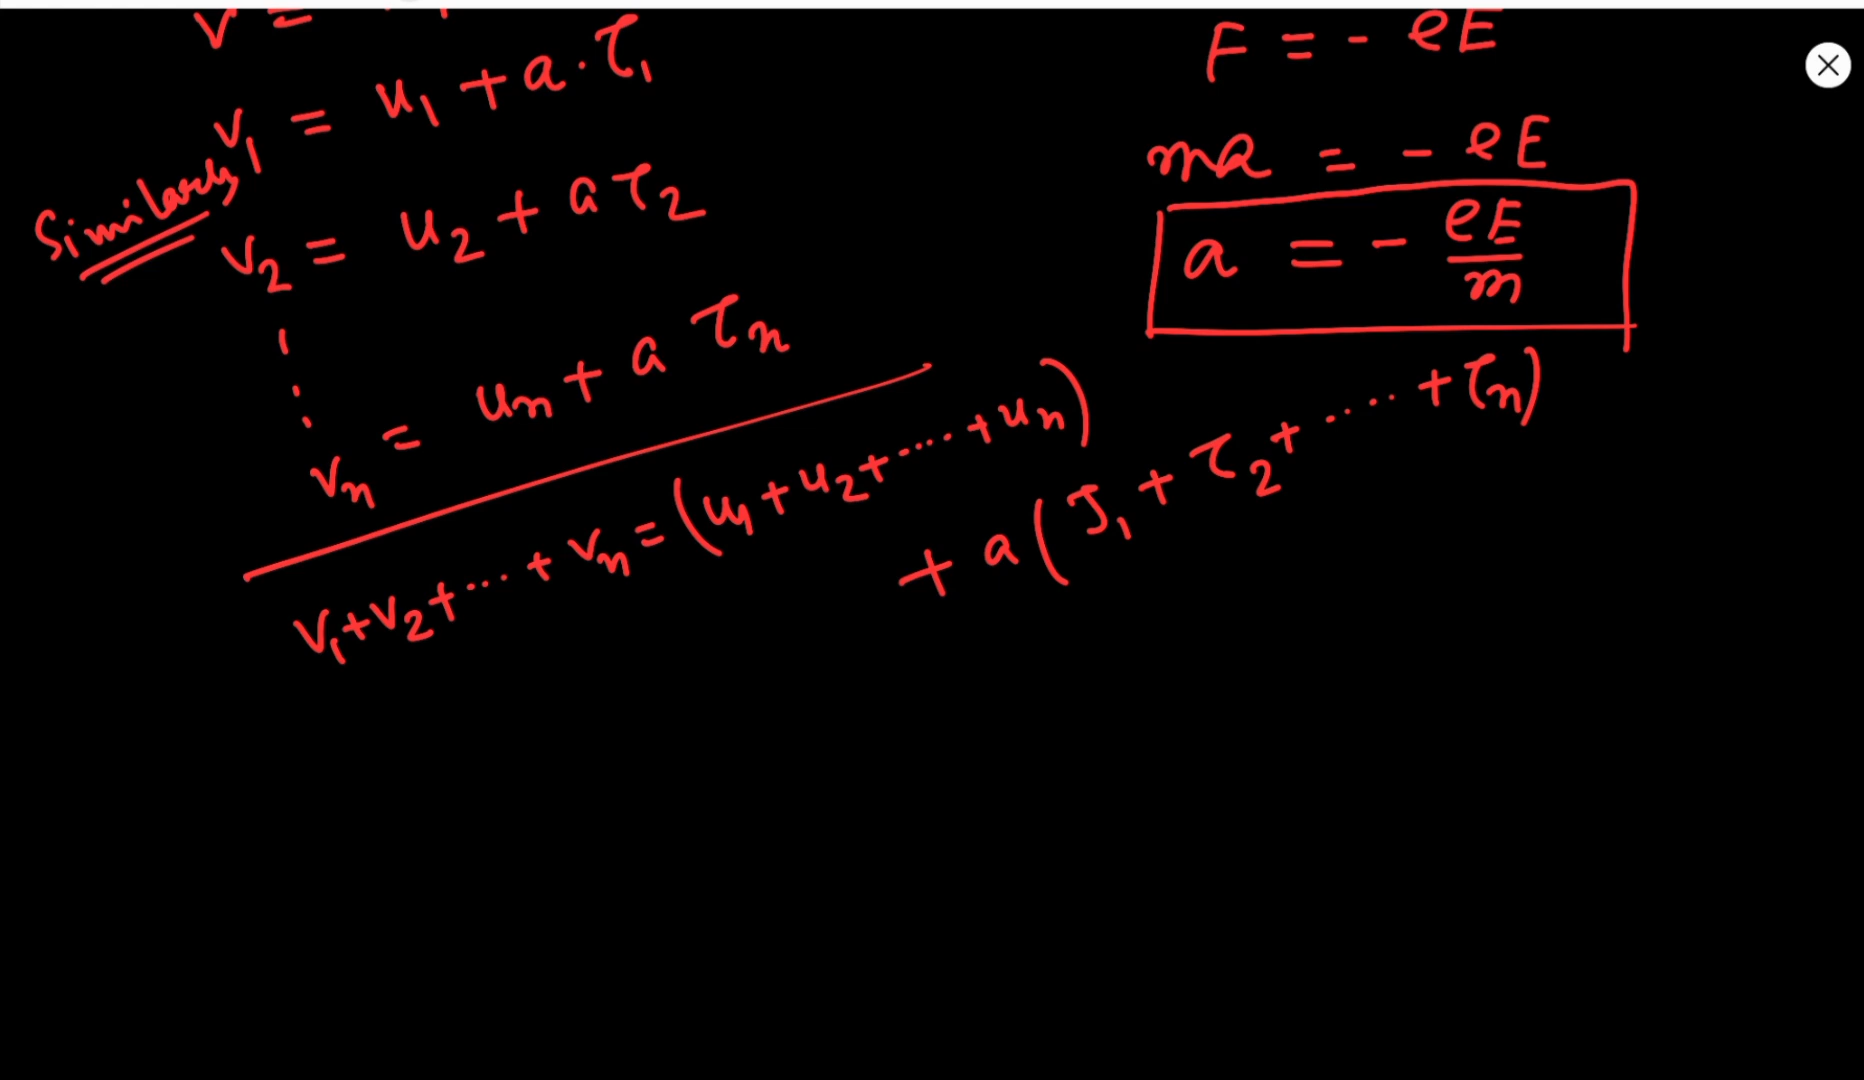 F = - eE
v₁ = u₁ + a · τ₁
ma = - eE
Similarly
v₂ = u₂ + a τ₂
a = - eE/m
vₙ = uₙ + a τₙ
v₁+v₂+....+vₙ = (u₁+u₂+.....+uₙ)
+ a(τ₁ + τ₂ + ..... + τₙ)